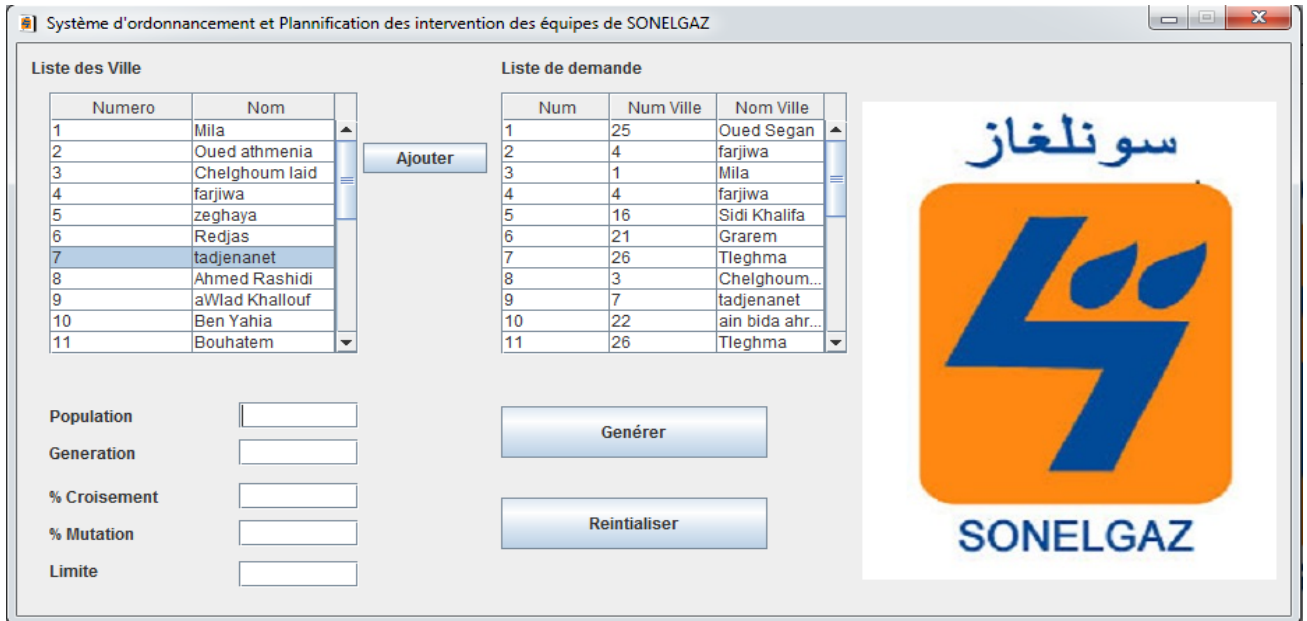 Système d'ordonnancement et Plannification des intervention des équipes de SONELGAZ
Liste des Ville
Numero Nom
1 Mila
2 Oued athmenia
3 Chelghoum laid
4 farjiwa
5 zeghaya
6 Redjas
7 tadjenanet
8 Ahmed Rashidi
9 aWlad Khallouf
10 Ben Yahia
11 Bouhatem
Ajouter
Liste de demande
Num Num Ville Nom Ville
1 25 Oued Segan
2 4 farjiwa
3 1 Mila
4 4 farjiwa
5 16 Sidi Khalifa
6 21 Grarem
7 26 Tleghma
8 3 Chelghoum...
9 7 tadjenanet
10 22 ain bida ahr...
11 26 Tleghma
Population
Generation
% Croisement
% Mutation
Limite
Genérer
Reintialiser
سونلغاز
SONELGAZ